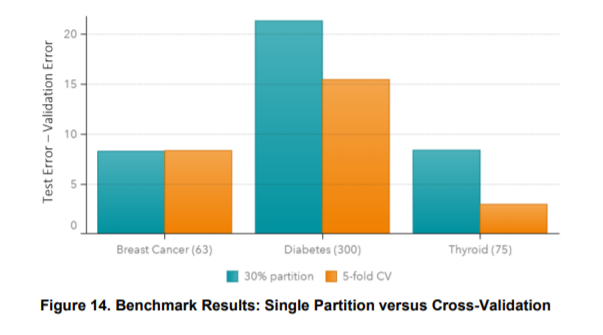 Test Error – Validation Error
20
15
10
5
0
Breast Cancer (63) Diabetes (300) Thyroid (75)
30% partition 5-fold CV
Figure 14. Benchmark Results: Single Partition versus Cross-Validation